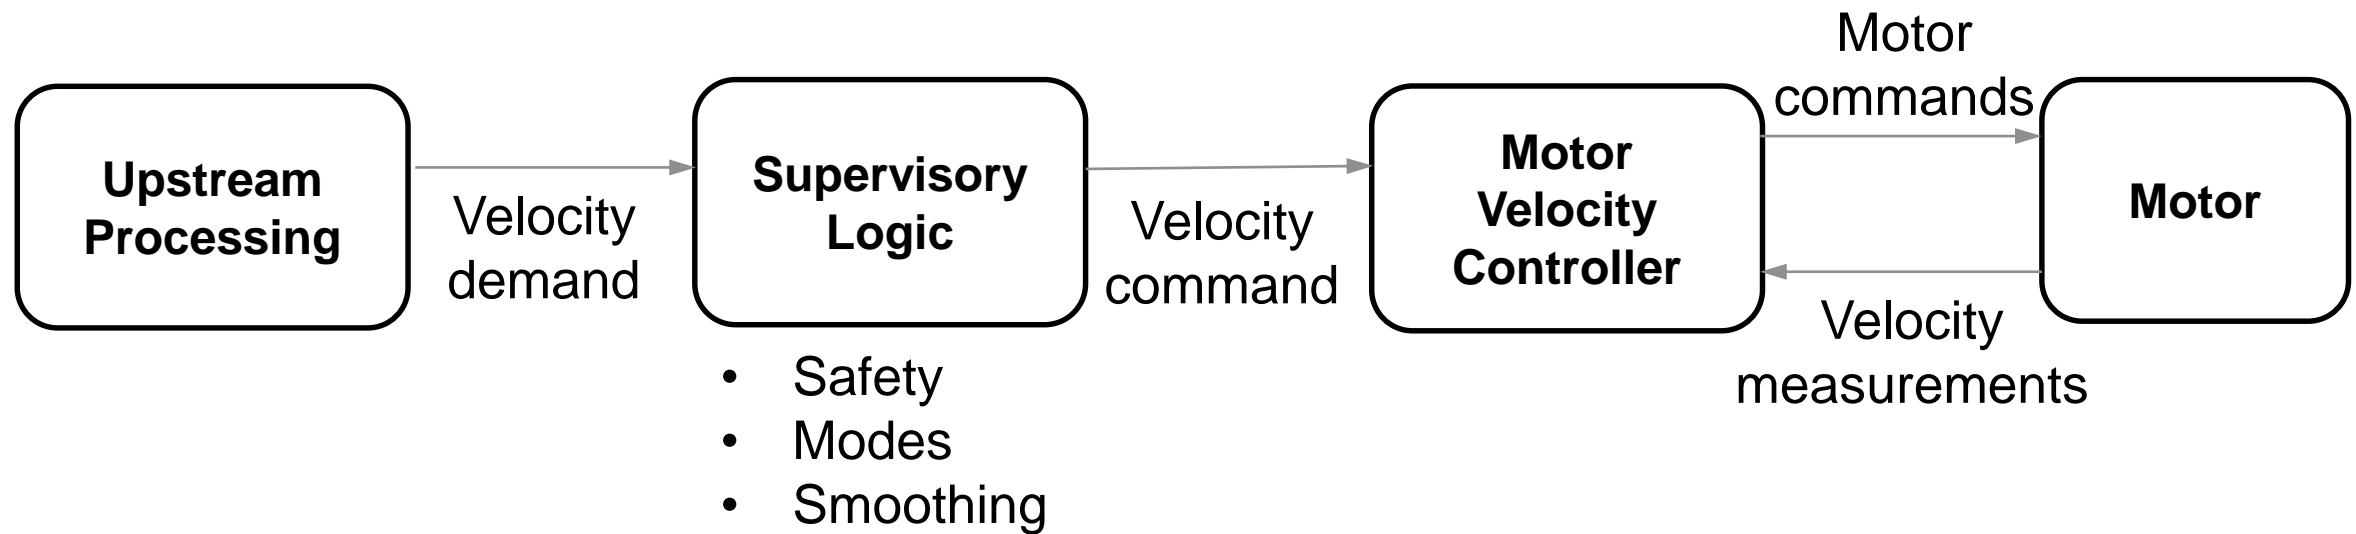 Upstream
Processing
Velocity
demand
Supervisory
Logic
• Safety
• Modes
• Smoothing
Velocity
command
Motor
Velocity
Controller
Motor
commands
Velocity
measurements
Motor